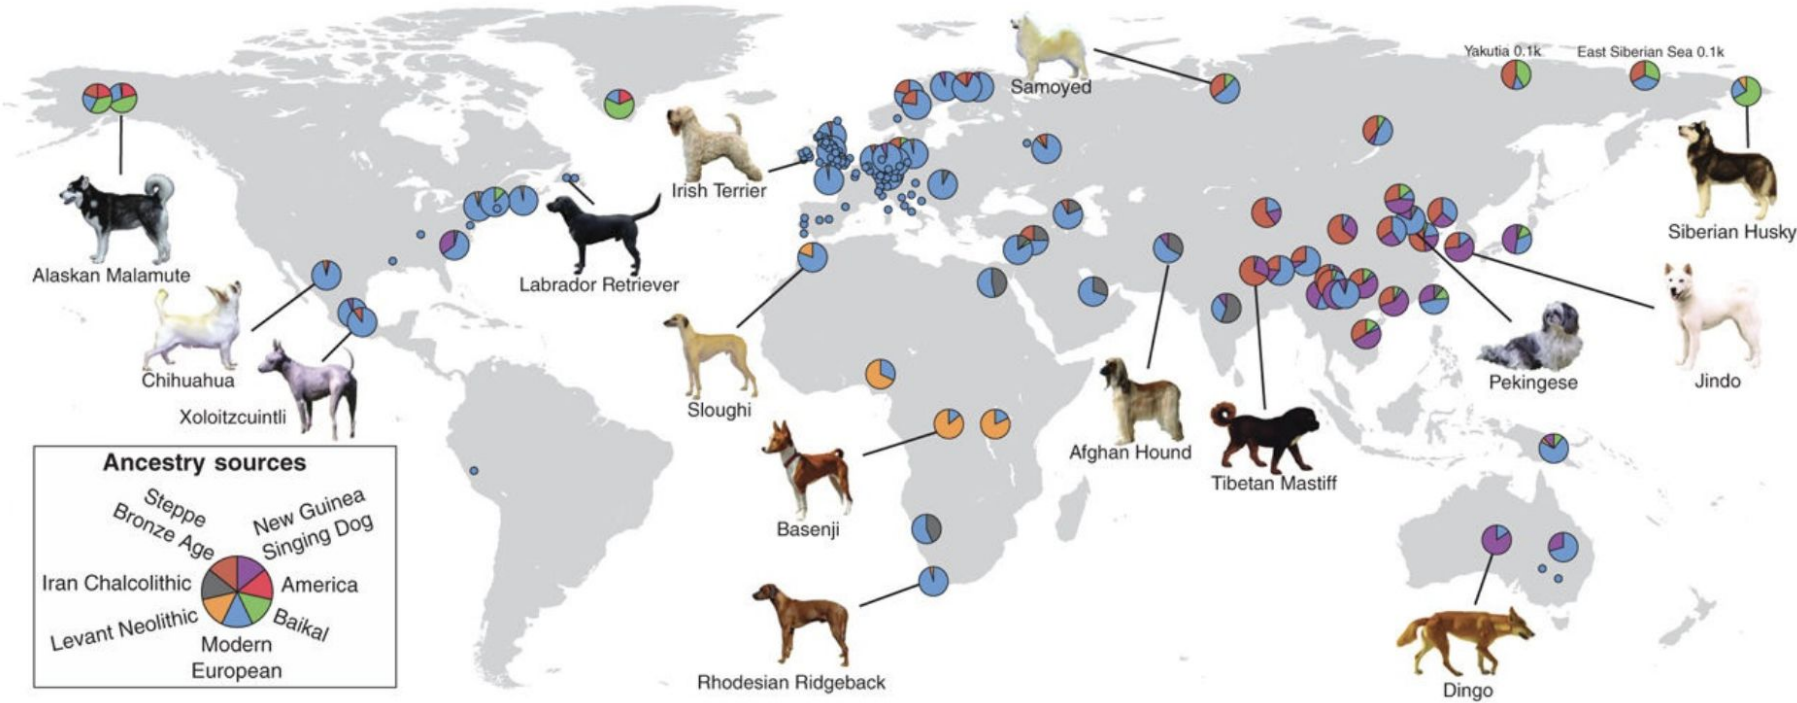 Yakutia 0.1k
East Siberian Sea 0.1k
Samoyed
Irish Terrier
Siberian Husky
Alaskan Malamute
Labrador Retriever
Chihuahua
Xoloitzcuintli
Sloughi
Pekingese
Jindo
Afghan Hound
Tibetan Mastiff
Basenji
Rhodesian Ridgeback
Dingo
Ancestry sources
Steppe
Bronze Age
New Guinea
Singing Dog
Iran Chalcolithic
America
Levant Neolithic
Baikal
Modern
European